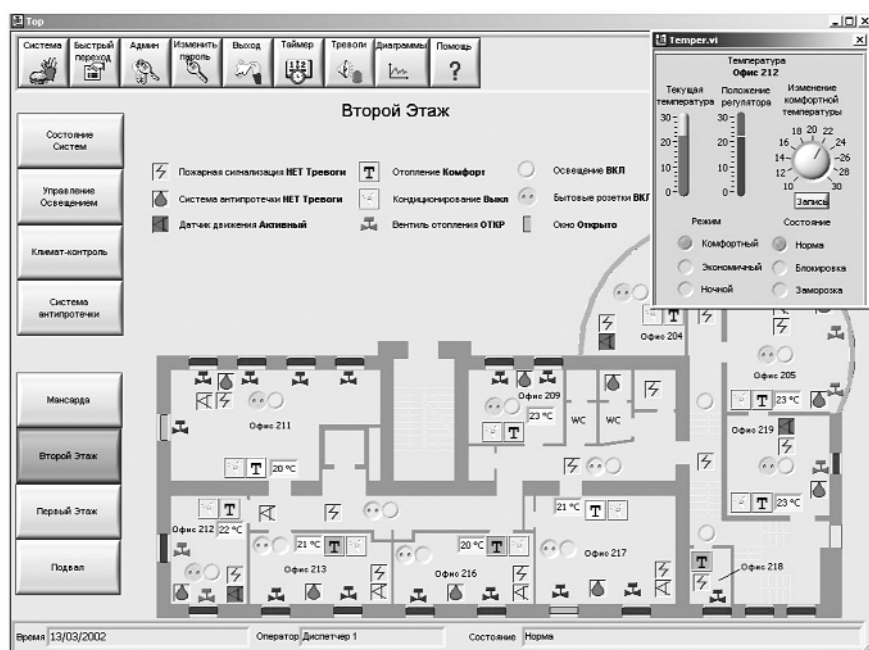 Top
Система
Быстрый
переход
Админ
Изменить
пароль
Выход
Таймер
Тревоги
Диаграммы
Помощь
Второй Этаж
Состояние
Систем
Управление
Освещением
Климат-контроль
Система
антипротечки
Мансарда
Второй Этаж
Первый Этаж
Подвал
Пожарная сигнализация НЕТ Тревоги
Отопление Комфорт
Освещение ВКЛ
Система антипротечки НЕТ Тревоги
Кондиционирование Выкл
Бытовые розетки ВКЛ
Датчик движения Активный
Вентиль отопления ОТКР
Окно Открыто
Temper.vi
Температура
Офис 212
Текущая
температура
Положение
регулятора
Изменение
комфортной
температуры
30
20
10
0
30
20
10
0
18 20 22
16 24
14 26
12 28
10 30
Запись
Режим
Состояние
Комфортный
Норма
Экономичный
Блокировка
Ночной
Заморозка
Офис 204
Офис 205
23 °C
Офис 211
20 °C
Офис 209
23 °C
WC
WC
Офис 219
23 °C
Офис 212
22 °C
21 °C
Офис 213
20 °C
Офис 216
21 °C
Офис 217
Офис 218
Время 13/03/2002
Оператор Диспетчер 1
Состояние Норма